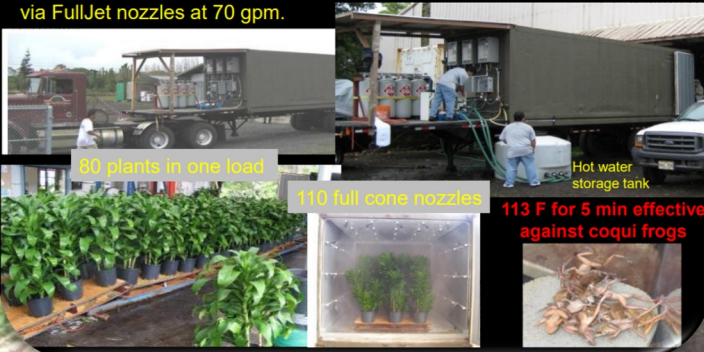 via FullJet nozzles at 70 gpm.
80 plants in one load
110 full cone nozzles
Hot water
storage tank
113 F for 5 min effective
against coqui frogs